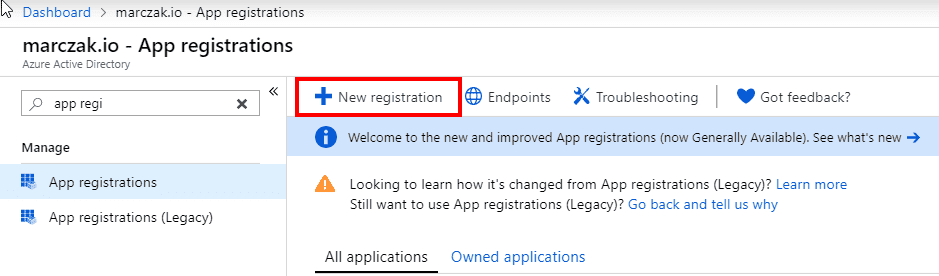 Dashboard > marczak.io - App registrations
marczak.io - App registrations
Azure Active Directory
app regi
Manage
App registrations
App registrations (Legacy)
New registration Endpoints Troubleshooting Got feedback?
Welcome to the new and improved App registrations (now Generally Available). See what's new →
Looking to learn how it's changed from App registrations (Legacy)? Learn more
Still want to use App registrations (Legacy)? Go back and tell us why
All applications Owned applications